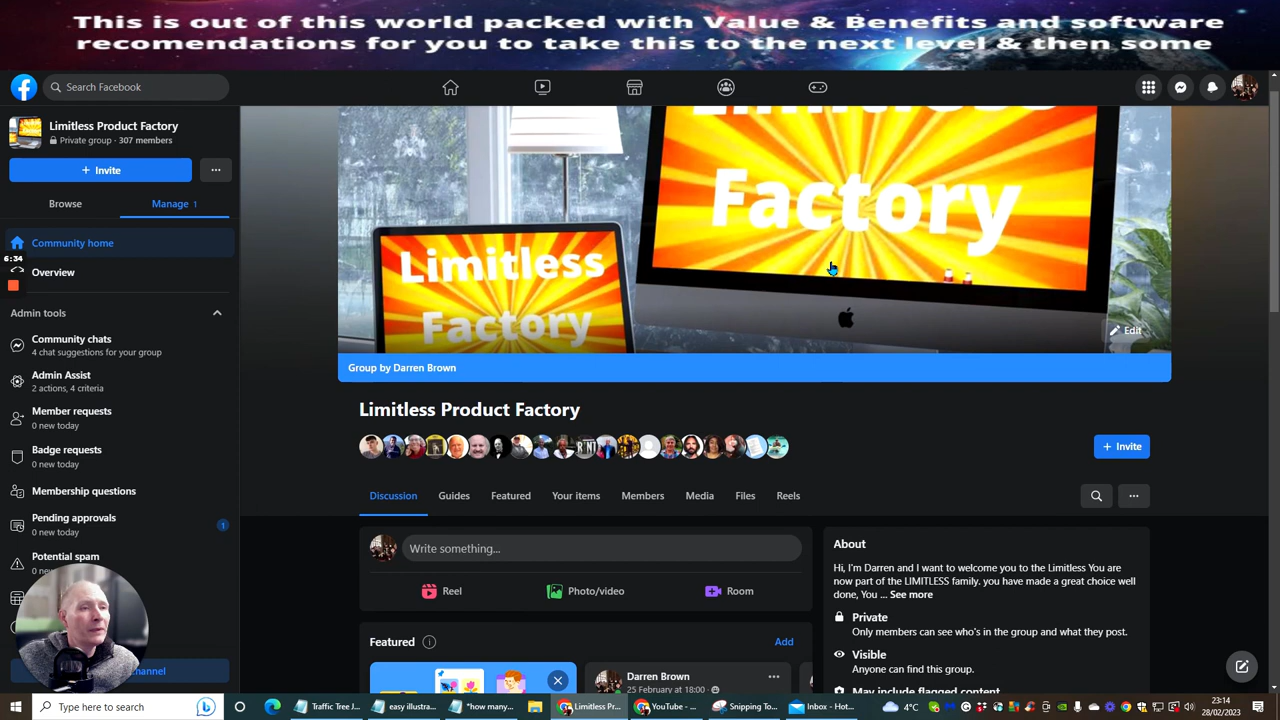 This is out of this world packed with Value & Benefits and software
recomendations for you to take this to the next level & then some
Search Facebook
Limitless Product Factory
Private group · 307 members
+ Invite
Browse
Manage 1
Community home
6:34
Overview
Admin tools
Community chats
4 chat suggestions for your group
Admin Assist
2 actions, 4 criteria
Member requests
0 new today
Badge requests
0 new today
Membership questions
Pending approvals
0 new today
1
Potential spam
0 new
hannel
Factory
Limitless
Factory
Edit
Group by Darren Brown
Limitless Product Factory
+ Invite
Discussion
Guides
Featured
Your items
Members
Media
Files
Reels
Write something...
Reel
Photo/video
Room
Featured
Add
Darren Brown
25 February at 18:00 ·
About
Hi, I'm Darren and I want to welcome you to the Limitless You are
now part of the LIMITLESS family. you have made a great choice well
done, You ... See more
Private
Only members can see who's in the group and what they post.
Visible
Anyone can find this group.
May include flagged content
Type here to search
Traffic Tree J...
easy illustra...
*how many...
Limitless Pr...
YouTube - ...
Snipping To...
Inbox - Hot...
4°C
23:14
28/02/2023